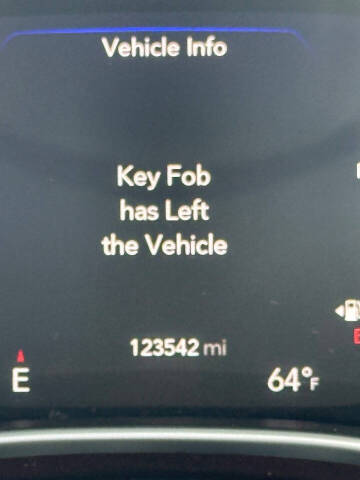 Vehicle Info
Key Fob
has Left
the Vehicle
123542 mi
E
64°F